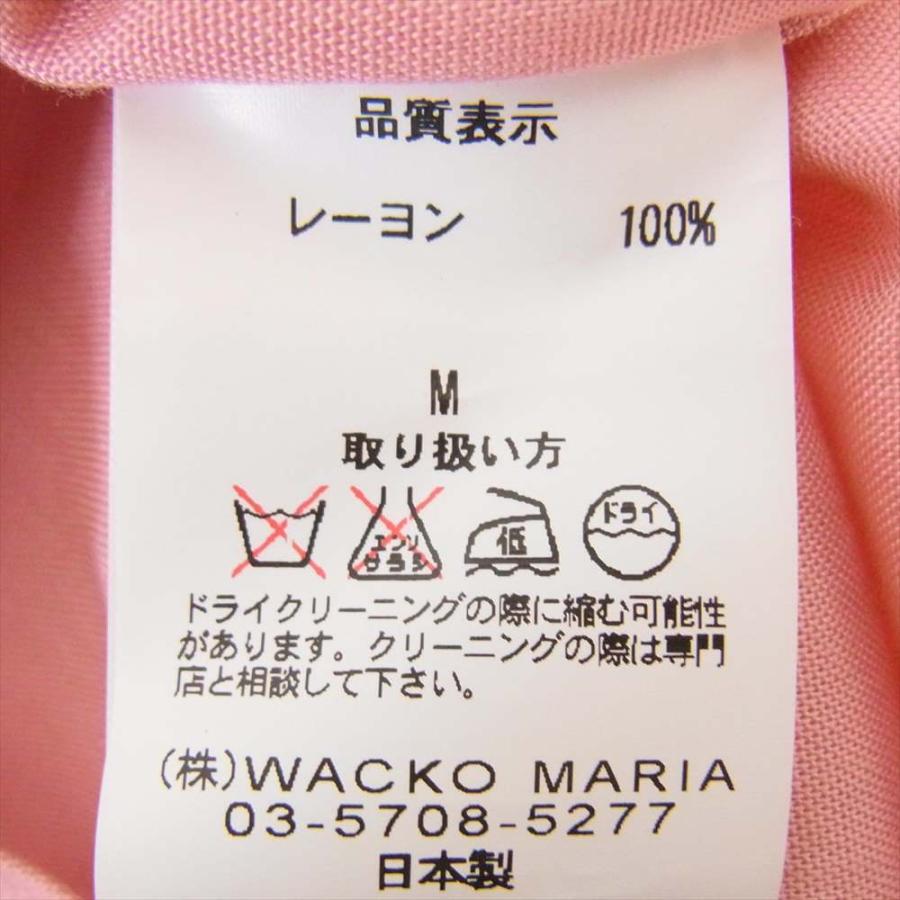 品質表示
レーヨン 100%
M
取り扱い方
エンソ
サラシ
低
ドライ
ドライクリーニングの際に縮む可能性
があります。クリーニングの際は専門
店と相談して下さい。
(株)WACKO MARIA
03-5708-5277
日本製